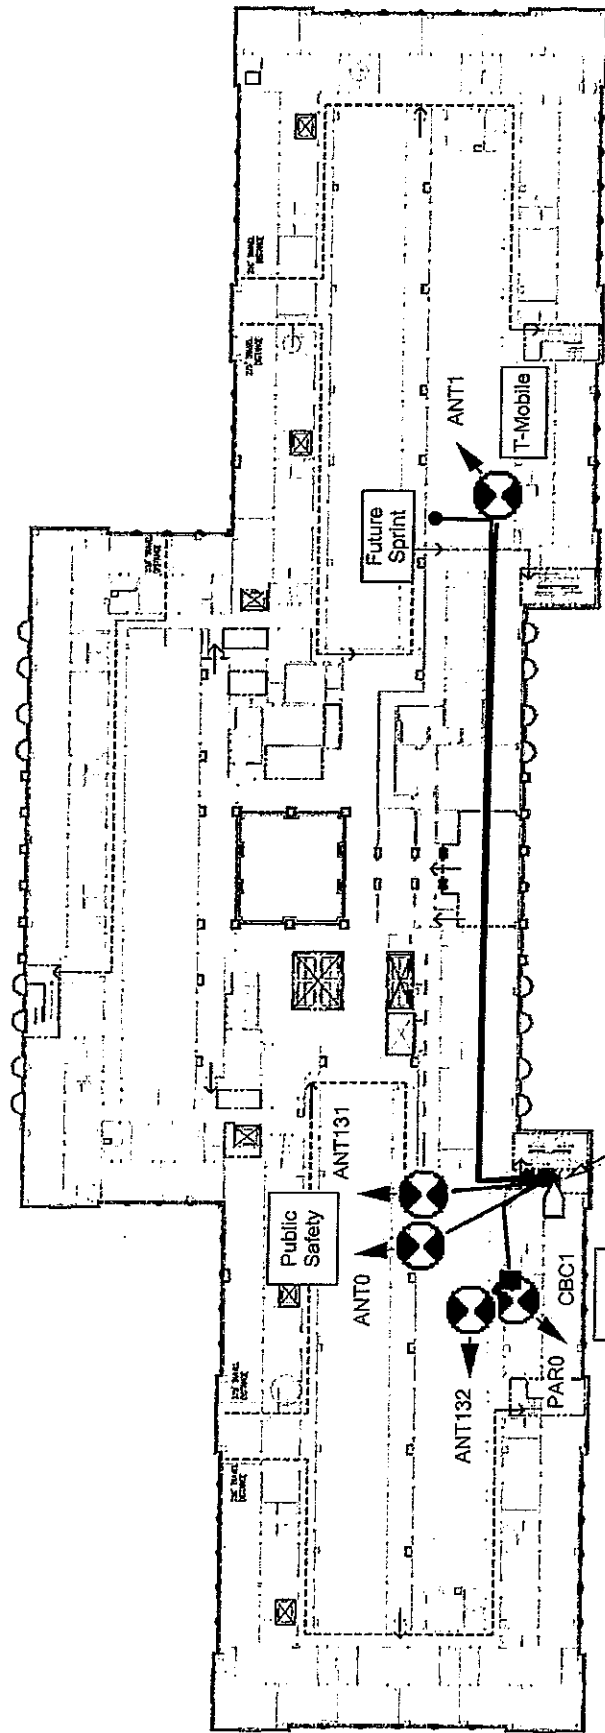 Public
Safety
ANT131
ANT0
ANT132
PAR0
CBC1
Future
Sprint
ANT1
T-Mobile